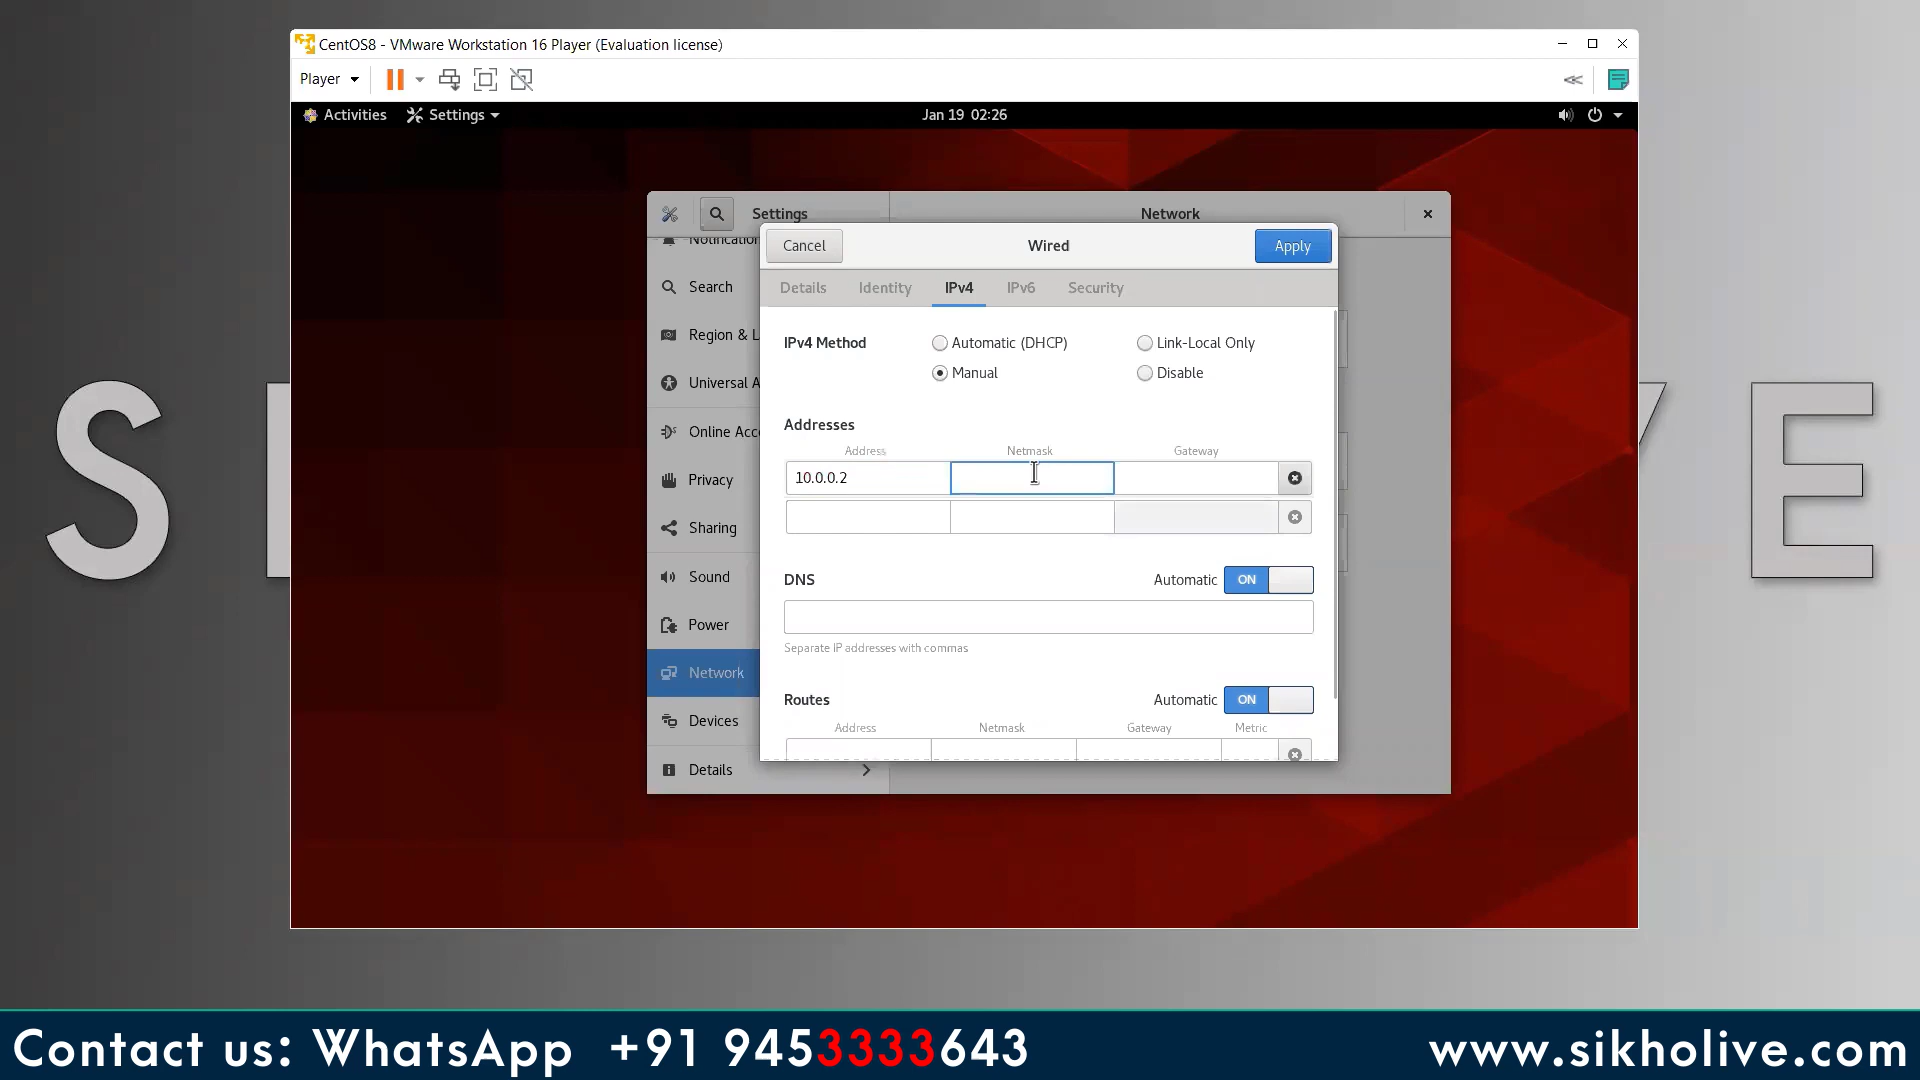 CentOS8 - VMware Workstation 16 Player (Evaluation license)
Player
Activities Settings Jan 19 02:26
Settings Network
Cancel Wired Apply
Details Identity IPv4 IPv6 Security
Search
Region & L
Universal A
Online Acc
Privacy
Sharing
Sound
Power
Network
Devices
Details
IPv4 Method Automatic (DHCP) Link-Local Only
Manual Disable
Addresses
Address Netmask Gateway
10.0.0.2
DNS Automatic ON
Separate IP addresses with commas
Routes Automatic ON
Address Netmask Gateway Metric
S E
Contact us: WhatsApp +91 9453333643
www.sikholive.com